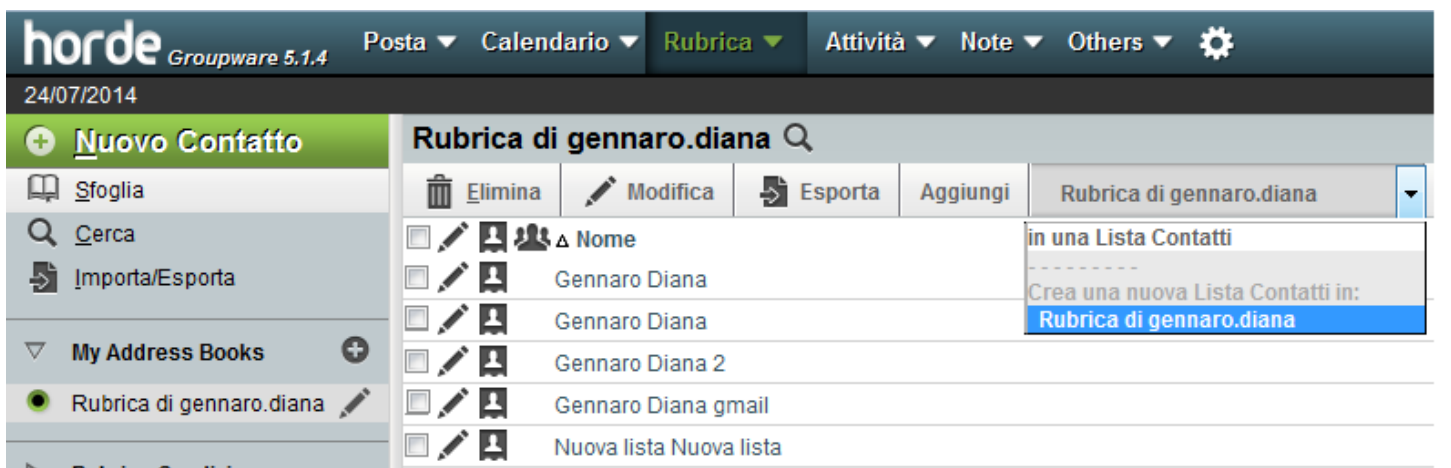 horde Groupware 5.1.4 Posta Calendario Rubrica Attività Note Others
24/07/2014
Nuovo Contatto
Rubrica di gennaro.diana
Sfoglia
Elimina Modifica Esporta Aggiungi Rubrica di gennaro.diana
Cerca
Nome
in una Lista Contatti
---------
Importa/Esporta
Gennaro Diana
Crea una nuova Lista Contatti in:
Gennaro Diana
Rubrica di gennaro.diana
My Address Books
Gennaro Diana 2
Rubrica di gennaro.diana
Gennaro Diana gmail
Nuova lista Nuova lista